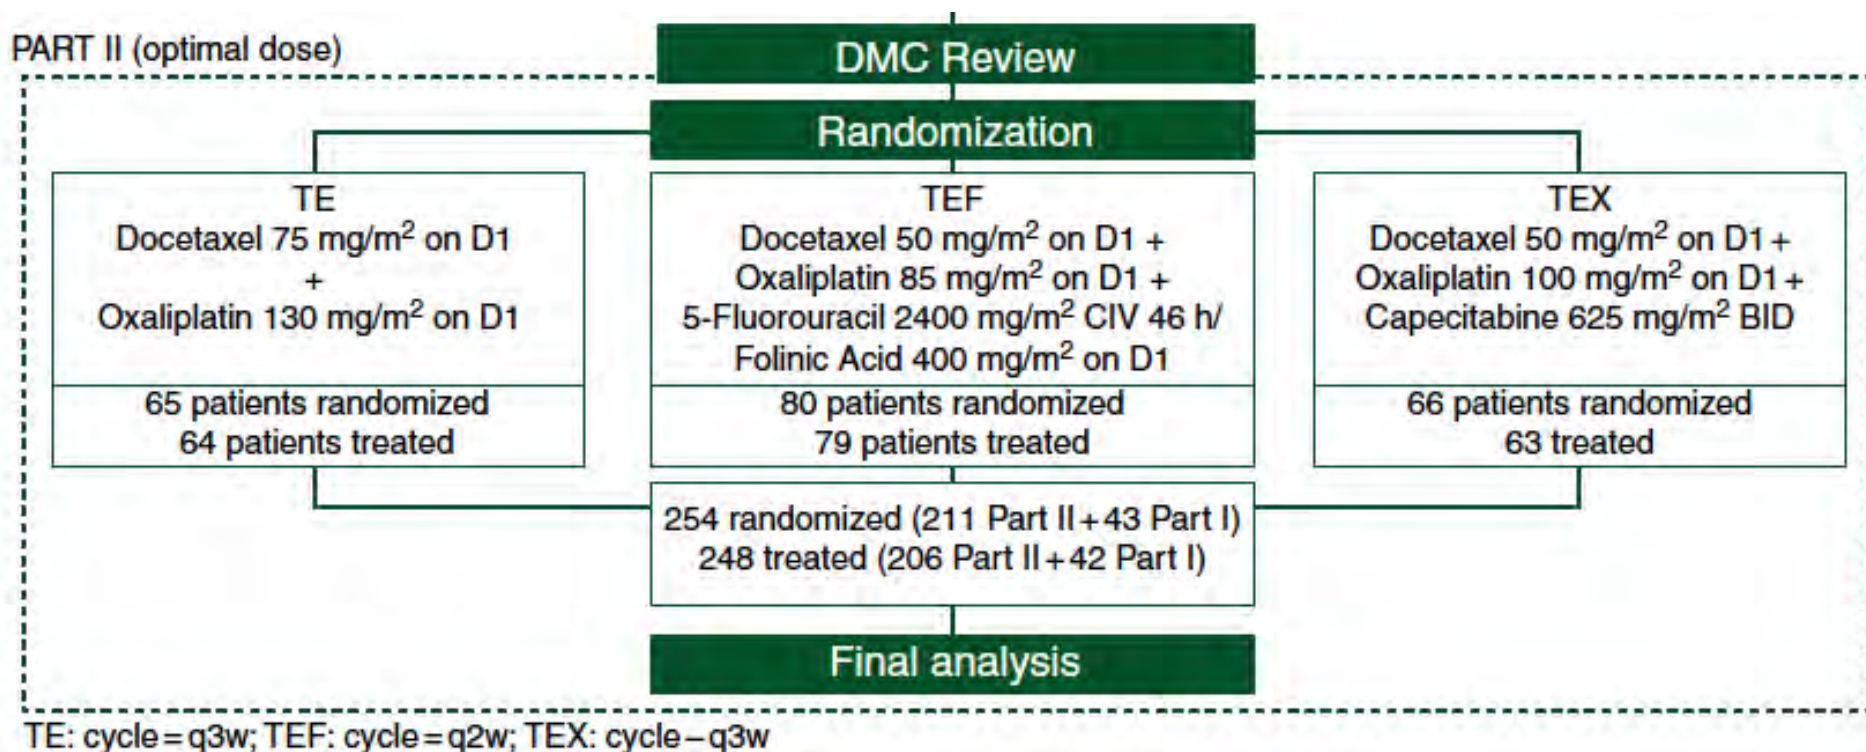 PART II (optimal dose)
DMC Review
Randomization
TE
Docetaxel 75 mg/m² on D1
+
Oxaliplatin 130 mg/m² on D1
65 patients randomized
64 patients treated
TEF
Docetaxel 50 mg/m² on D1 +
Oxaliplatin 85 mg/m² on D1 +
5-Fluorouracil 2400 mg/m² CIV 46 h/
Folinic Acid 400 mg/m² on D1
80 patients randomized
79 patients treated
TEX
Docetaxel 50 mg/m² on D1+
Oxaliplatin 100 mg/m² on D1+
Capecitabine 625 mg/m² BID
66 patients randomized
63 treated
254 randomized (211 Part II+43 Part I)
248 treated (206 Part II+42 Part I)
Final analysis
TE: cycle=q3w; TEF: cycle=q2w; TEX: cycle–q3w